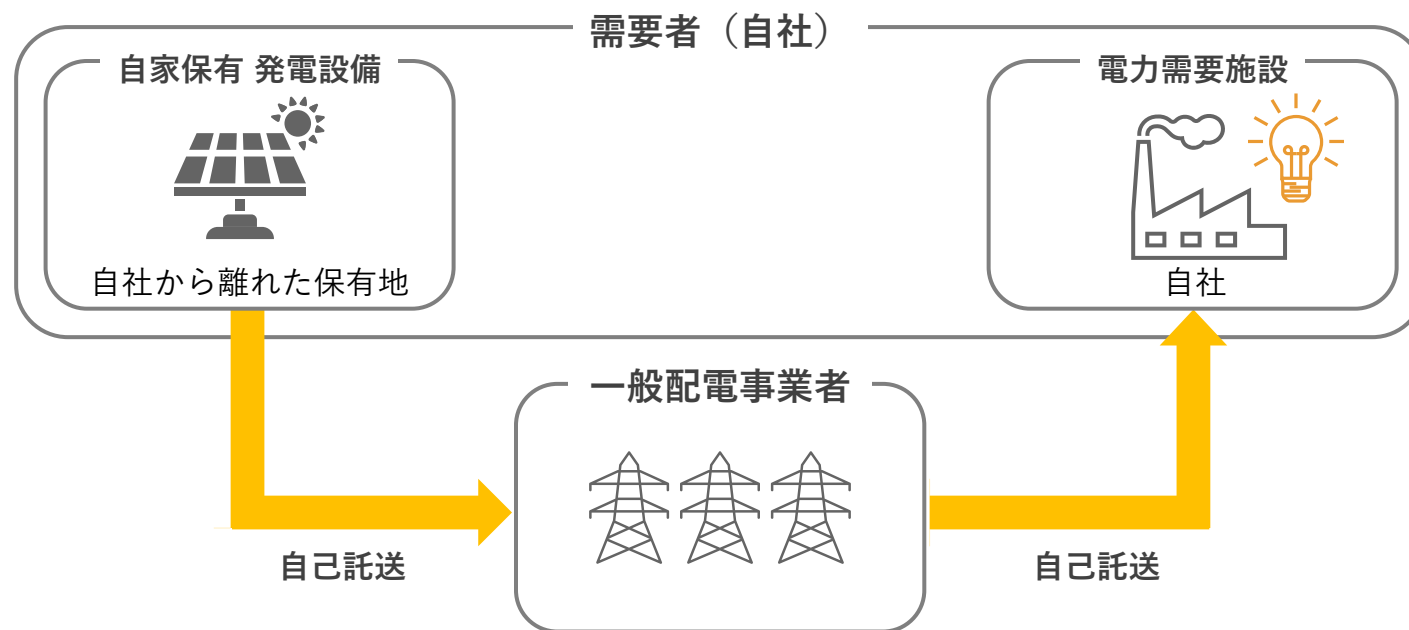 需要者（自社）
自家保有 発電設備
電力需要施設
自社から離れた保有地
自社
一般配電事業者
自己託送
自己託送